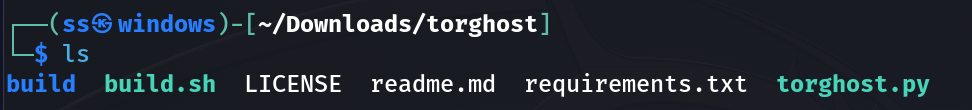 ┌──(ss㉿windows)-[~/Downloads/torghost]
└─$ ls
build  build.sh  LICENSE  readme.md  requirements.txt  torghost.py